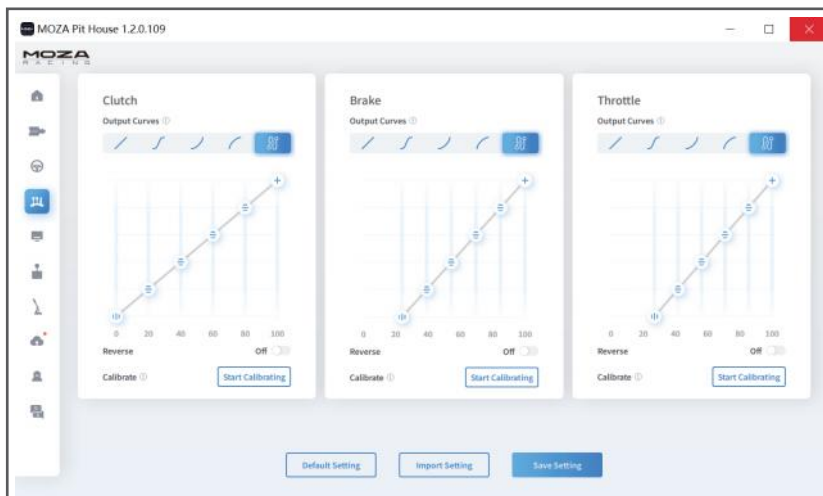 MOZA Pit House 1.2.0.109
MOZA
RACING
Clutch
Output Curves
0 20 40 60 80 100
Reverse Off
Calibrate Start Calibrating
Brake
Output Curves
0 20 40 60 80 100
Reverse Off
Calibrate Start Calibrating
Throttle
Output Curves
0 20 40 60 80 100
Reverse Off
Calibrate Start Calibrating
Default Setting Import Setting Save Setting